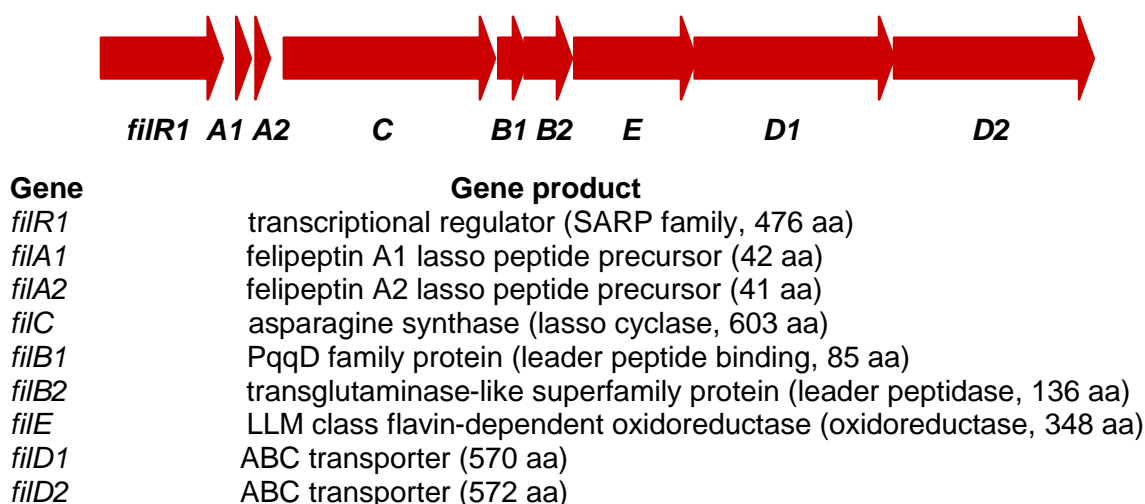 filR1 A1 A2 C B1 B2 E D1 D2
Gene Gene product
filR1 transcriptional regulator (SARP family, 476 aa)
filA1 felipeptin A1 lasso peptide precursor (42 aa)
filA2 felipeptin A2 lasso peptide precursor (41 aa)
filC asparagine synthase (lasso cyclase, 603 aa)
filB1 PqqD family protein (leader peptide binding, 85 aa)
filB2 transglutaminase-like superfamily protein (leader peptidase, 136 aa)
filE LLM class flavin-dependent oxidoreductase (oxidoreductase, 348 aa)
filD1 ABC transporter (570 aa)
filD2 ABC transporter (572 aa)